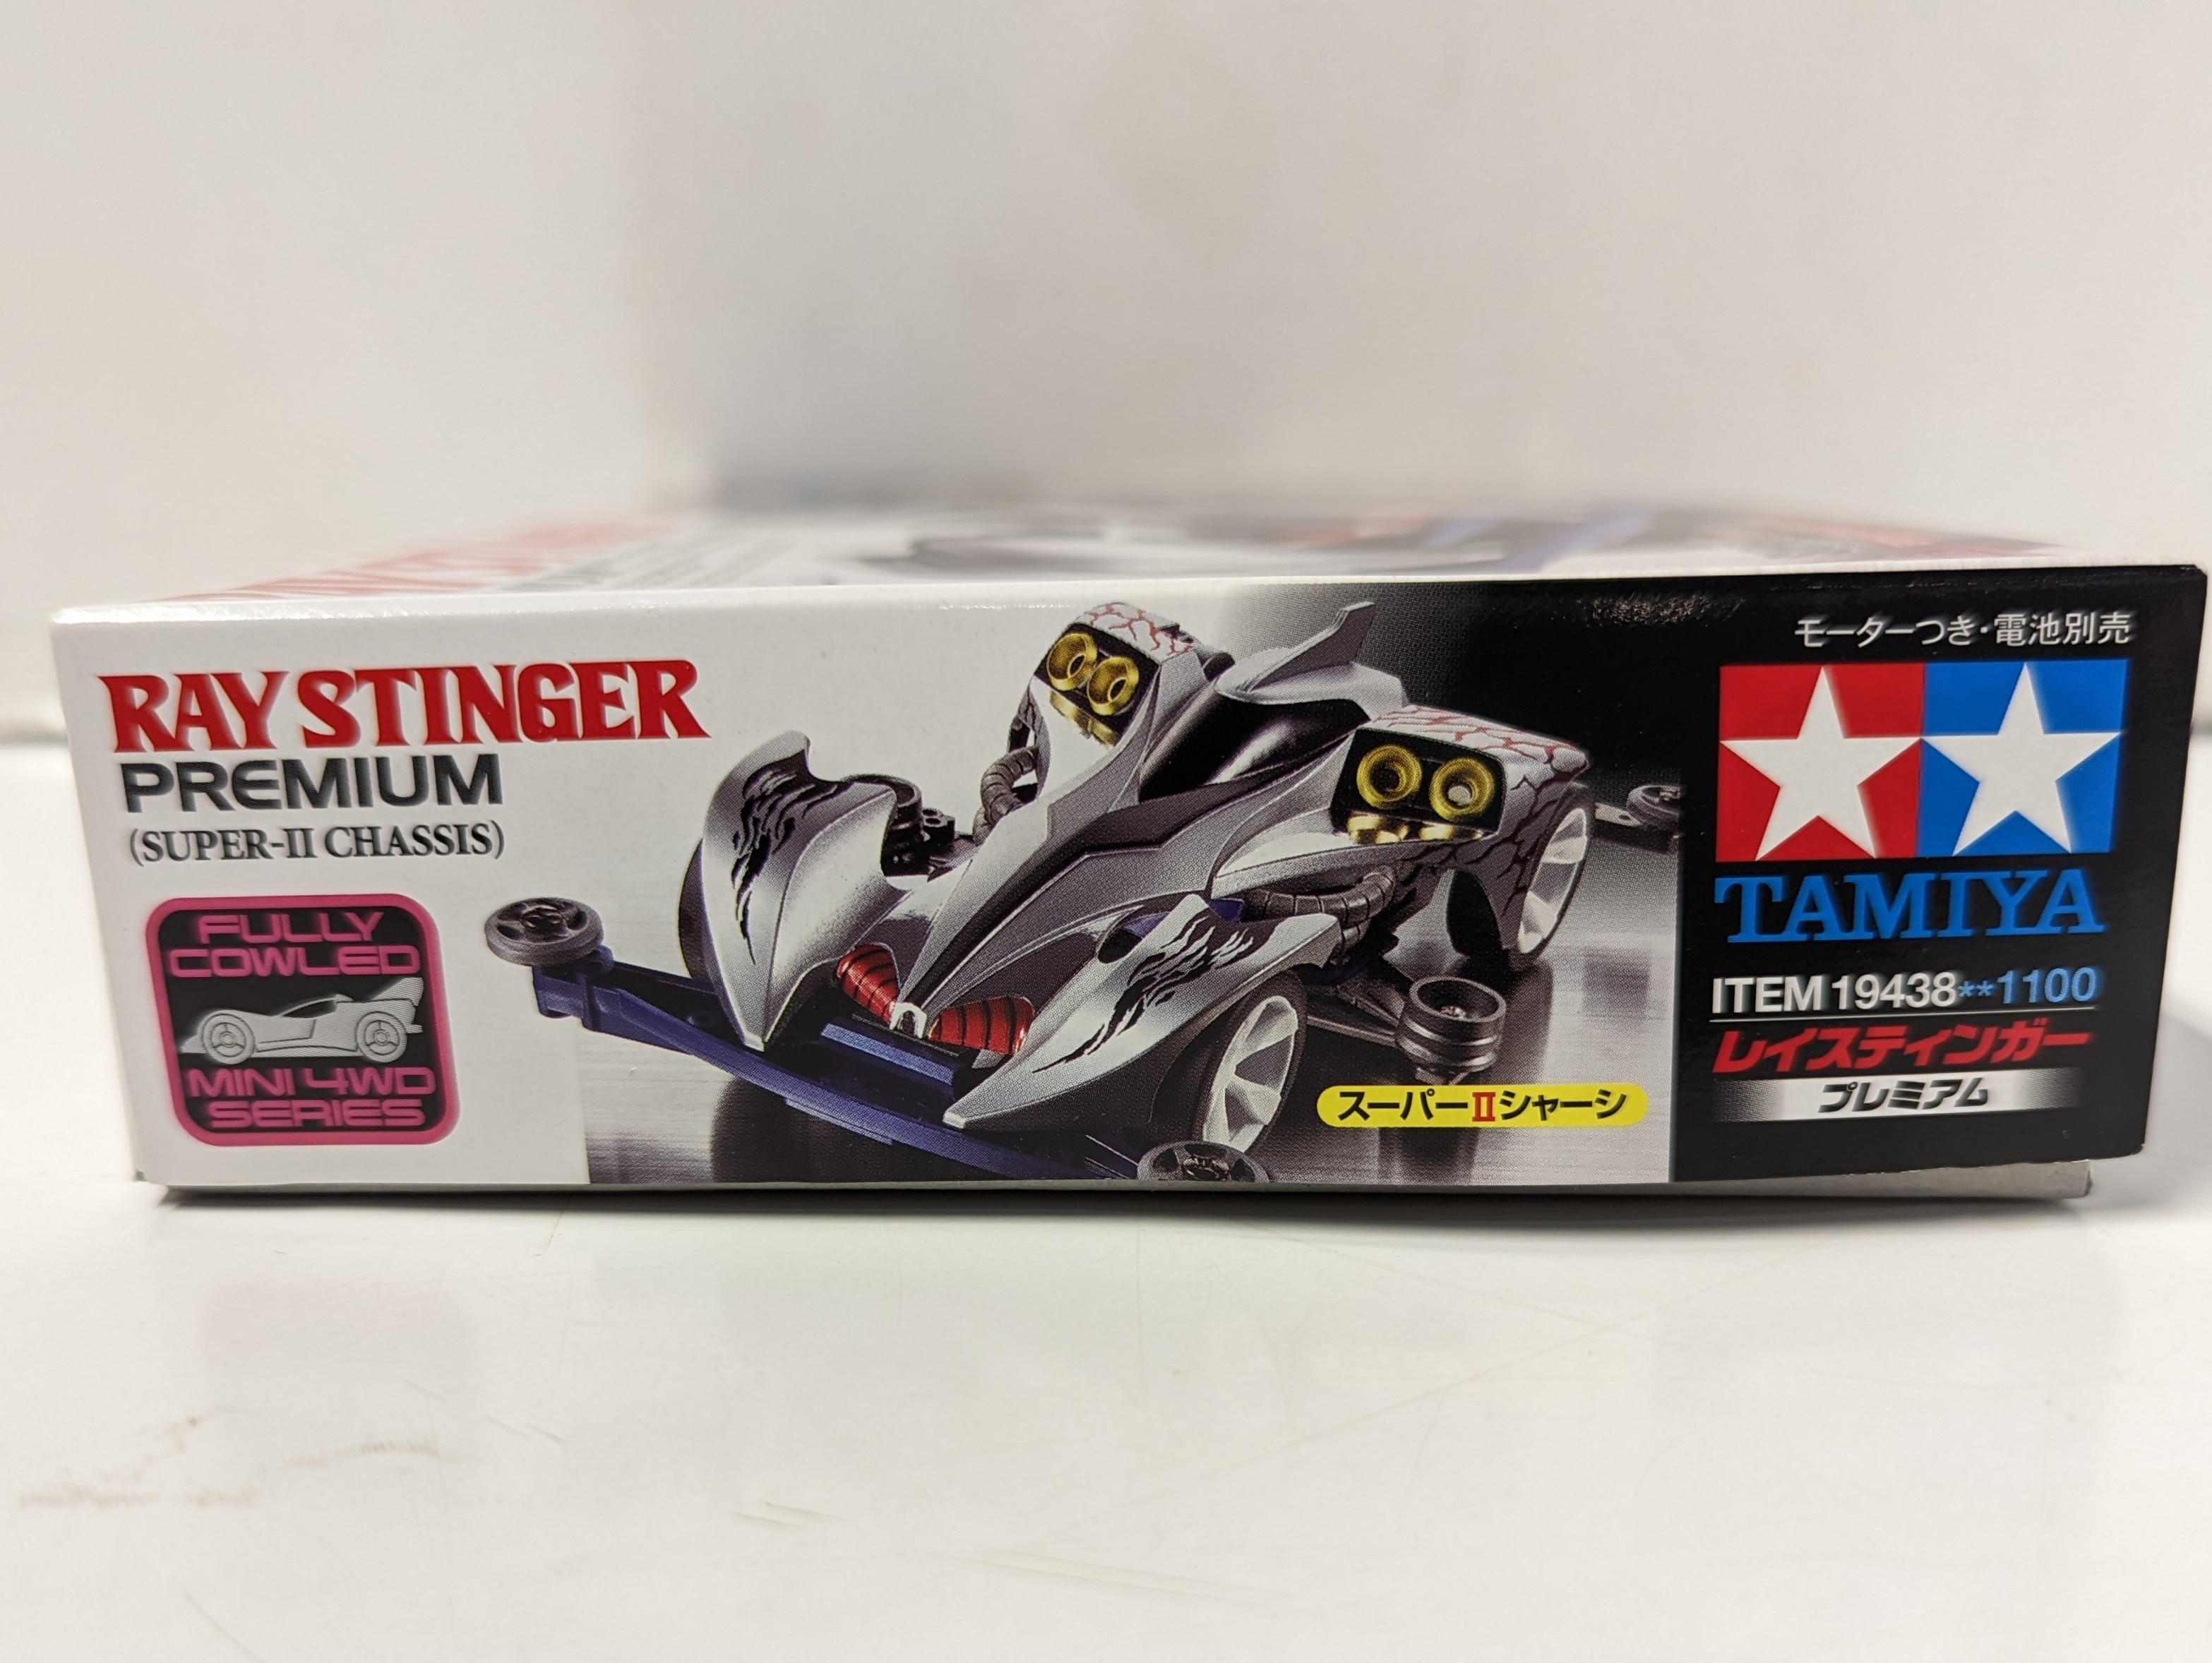 RAY STINGER
PREMIUM
(SUPER-II CHASSIS)
FULLY
COWLED
MINI 4WD
SERIES
スーパーⅡシャーシ
モーターつき・電池別売
TAMIYA
ITEM 19438**1100
レイスティンガー
プレミアム